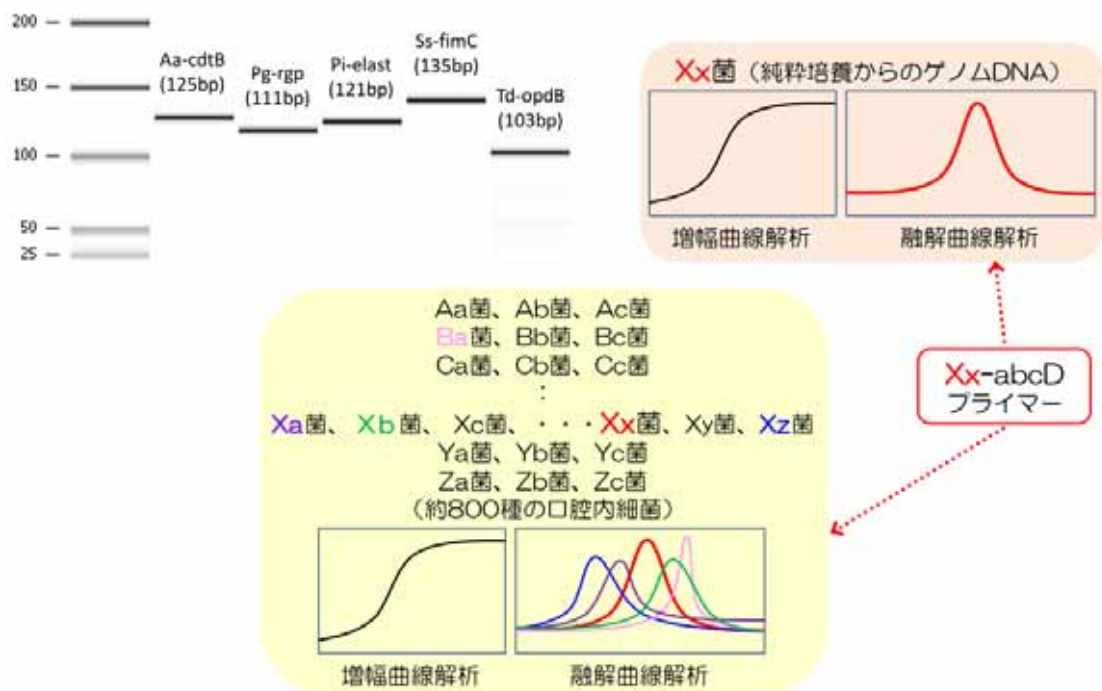 200
150
100
50
25
Aa-cdtB
(125bp)
Pg-rgp
(111bp)
Pi-elast
(121bp)
Ss-fimC
(135bp)
Td-opdB
(103bp)
Xx菌（純粋培養からのゲノムDNA）
増幅曲線解析
融解曲線解析
Xx-abcD
プライマー
Aa菌、Ab菌、Ac菌
Ba菌、Bb菌、Bc菌
Ca菌、Cb菌、Cc菌
：
Xa菌、Xb菌、Xc菌、・・・Xx菌、Xy菌、Xz菌
Ya菌、Yb菌、Yc菌
Za菌、Zb菌、Zc菌
（約800種の口腔内細菌）
増幅曲線解析
融解曲線解析